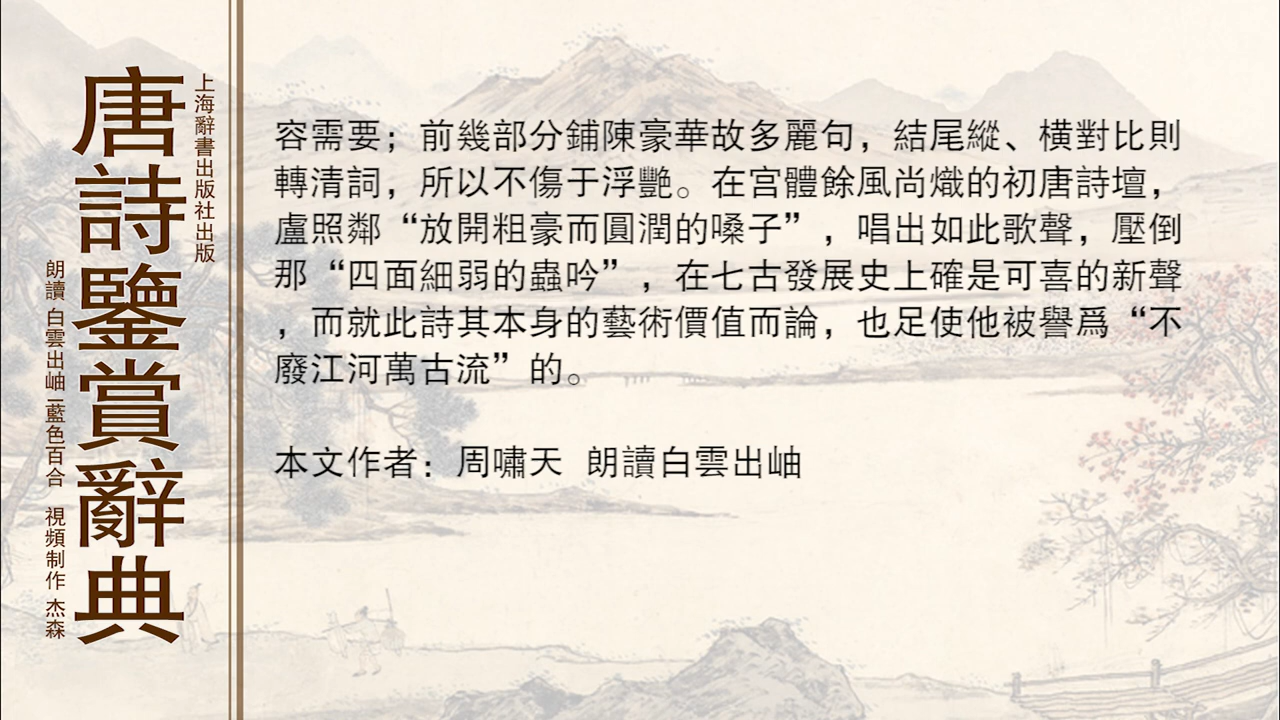 上海辭書出版社出版
唐詩鑒賞辭典
朗讀 白雲出岫 藍色百合 視頻制作 杰森
容需要；前幾部分鋪陳豪華故多麗句，結尾縱、橫對比則
轉清詞，所以不傷于浮艷。在宫體餘風尚熾的初唐詩壇，
盧照鄰“放開粗豪而圓潤的嗓子”，唱出如此歌聲，壓倒
那“四面細弱的蟲吟”，在七古發展史上確是可喜的新聲
，而就此詩其本身的藝術價值而論，也足使他被譽爲“不
廢江河萬古流”的。
本文作者：周嘯天 朗讀白雲出岫